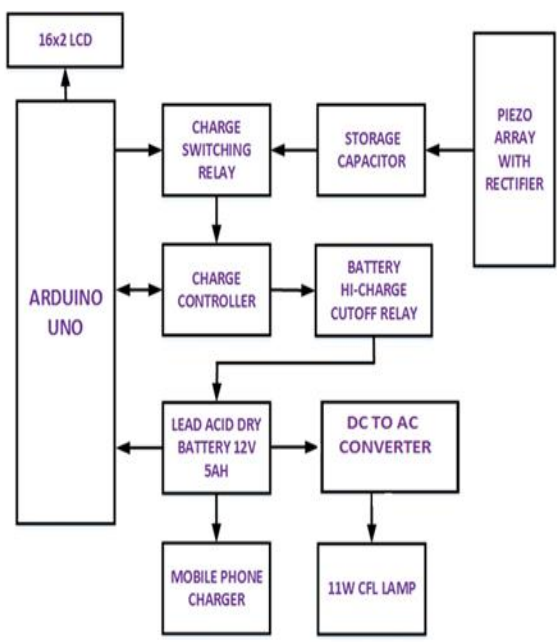 16x2 LCD
CHARGE
SWITCHING
RELAY
STORAGE
CAPACITOR
PIEZO
ARRAY
WITH
RECTIFIER
ARDUINO
UNO
CHARGE
CONTROLLER
BATTERY
HI-CHARGE
CUTOFF RELAY
LEAD ACID DRY
BATTERY 12V
5AH
DC TO AC
CONVERTER
MOBILE PHONE
CHARGER
11W CFL LAMP